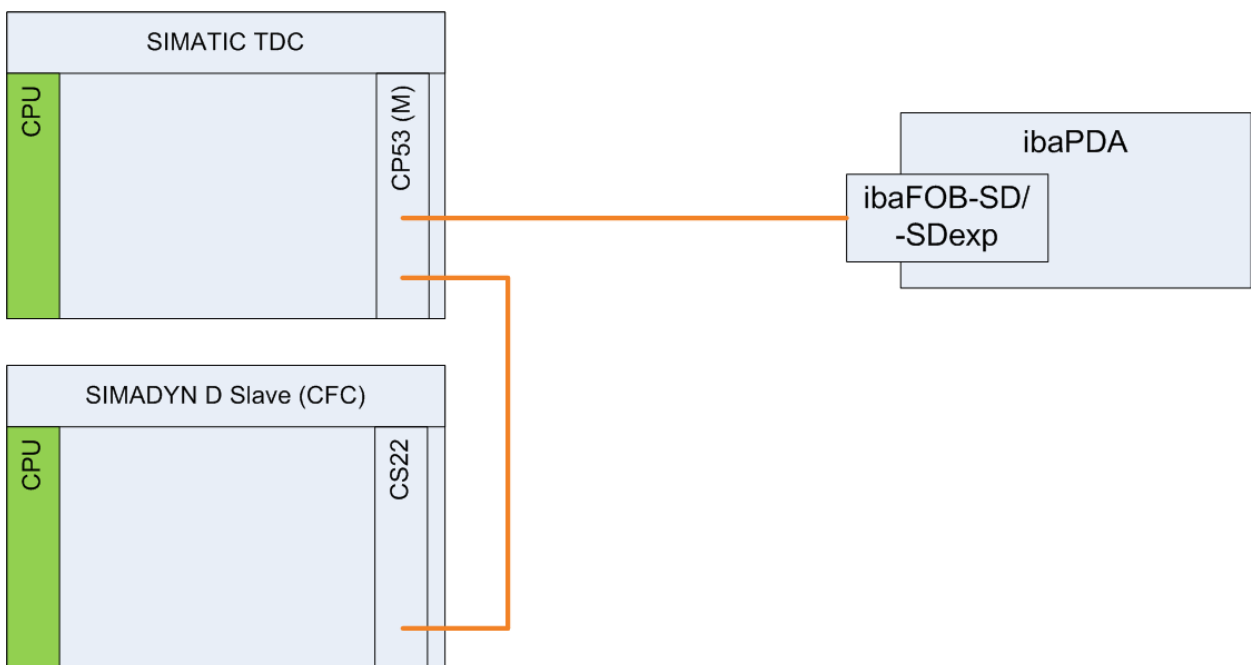 SIMATIC TDC
CPU
CP53 (M)
ibaPDA
ibaFOB-SD/
-SDexp
SIMADYN D Slave (CFC)
CPU
CS22